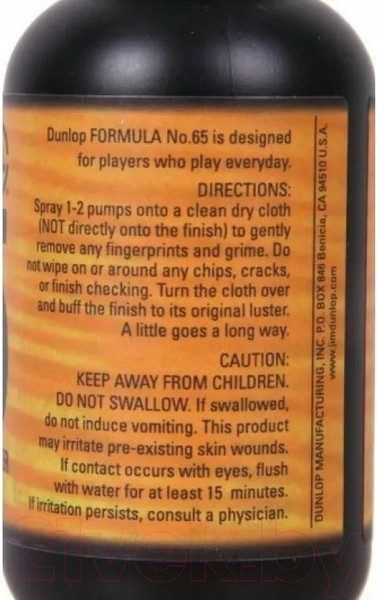 Dunlop FORMULA No.65 is designed
for players who play everyday.
DIRECTIONS:
Spray 1-2 pumps onto a clean dry cloth
(NOT directly onto the finish) to gently
remove any fingerprints and grime. Do
not wipe on or around any chips, cracks,
or finish checking. Turn the cloth over
and buff the finish to its original luster.
A little goes a long way.
CAUTION:
KEEP AWAY FROM CHILDREN.
DO NOT SWALLOW. If swallowed,
do not induce vomiting. This product
may irritate pre-existing skin wounds.
If contact occurs with eyes, flush
with water for at least 15 minutes.
If irritation persists, consult a physician.
DUNLOP MANUFACTURING, INC. P.O. BOX 846 Benicia, CA 94510 U.S.A.
www.jimdunlop.com